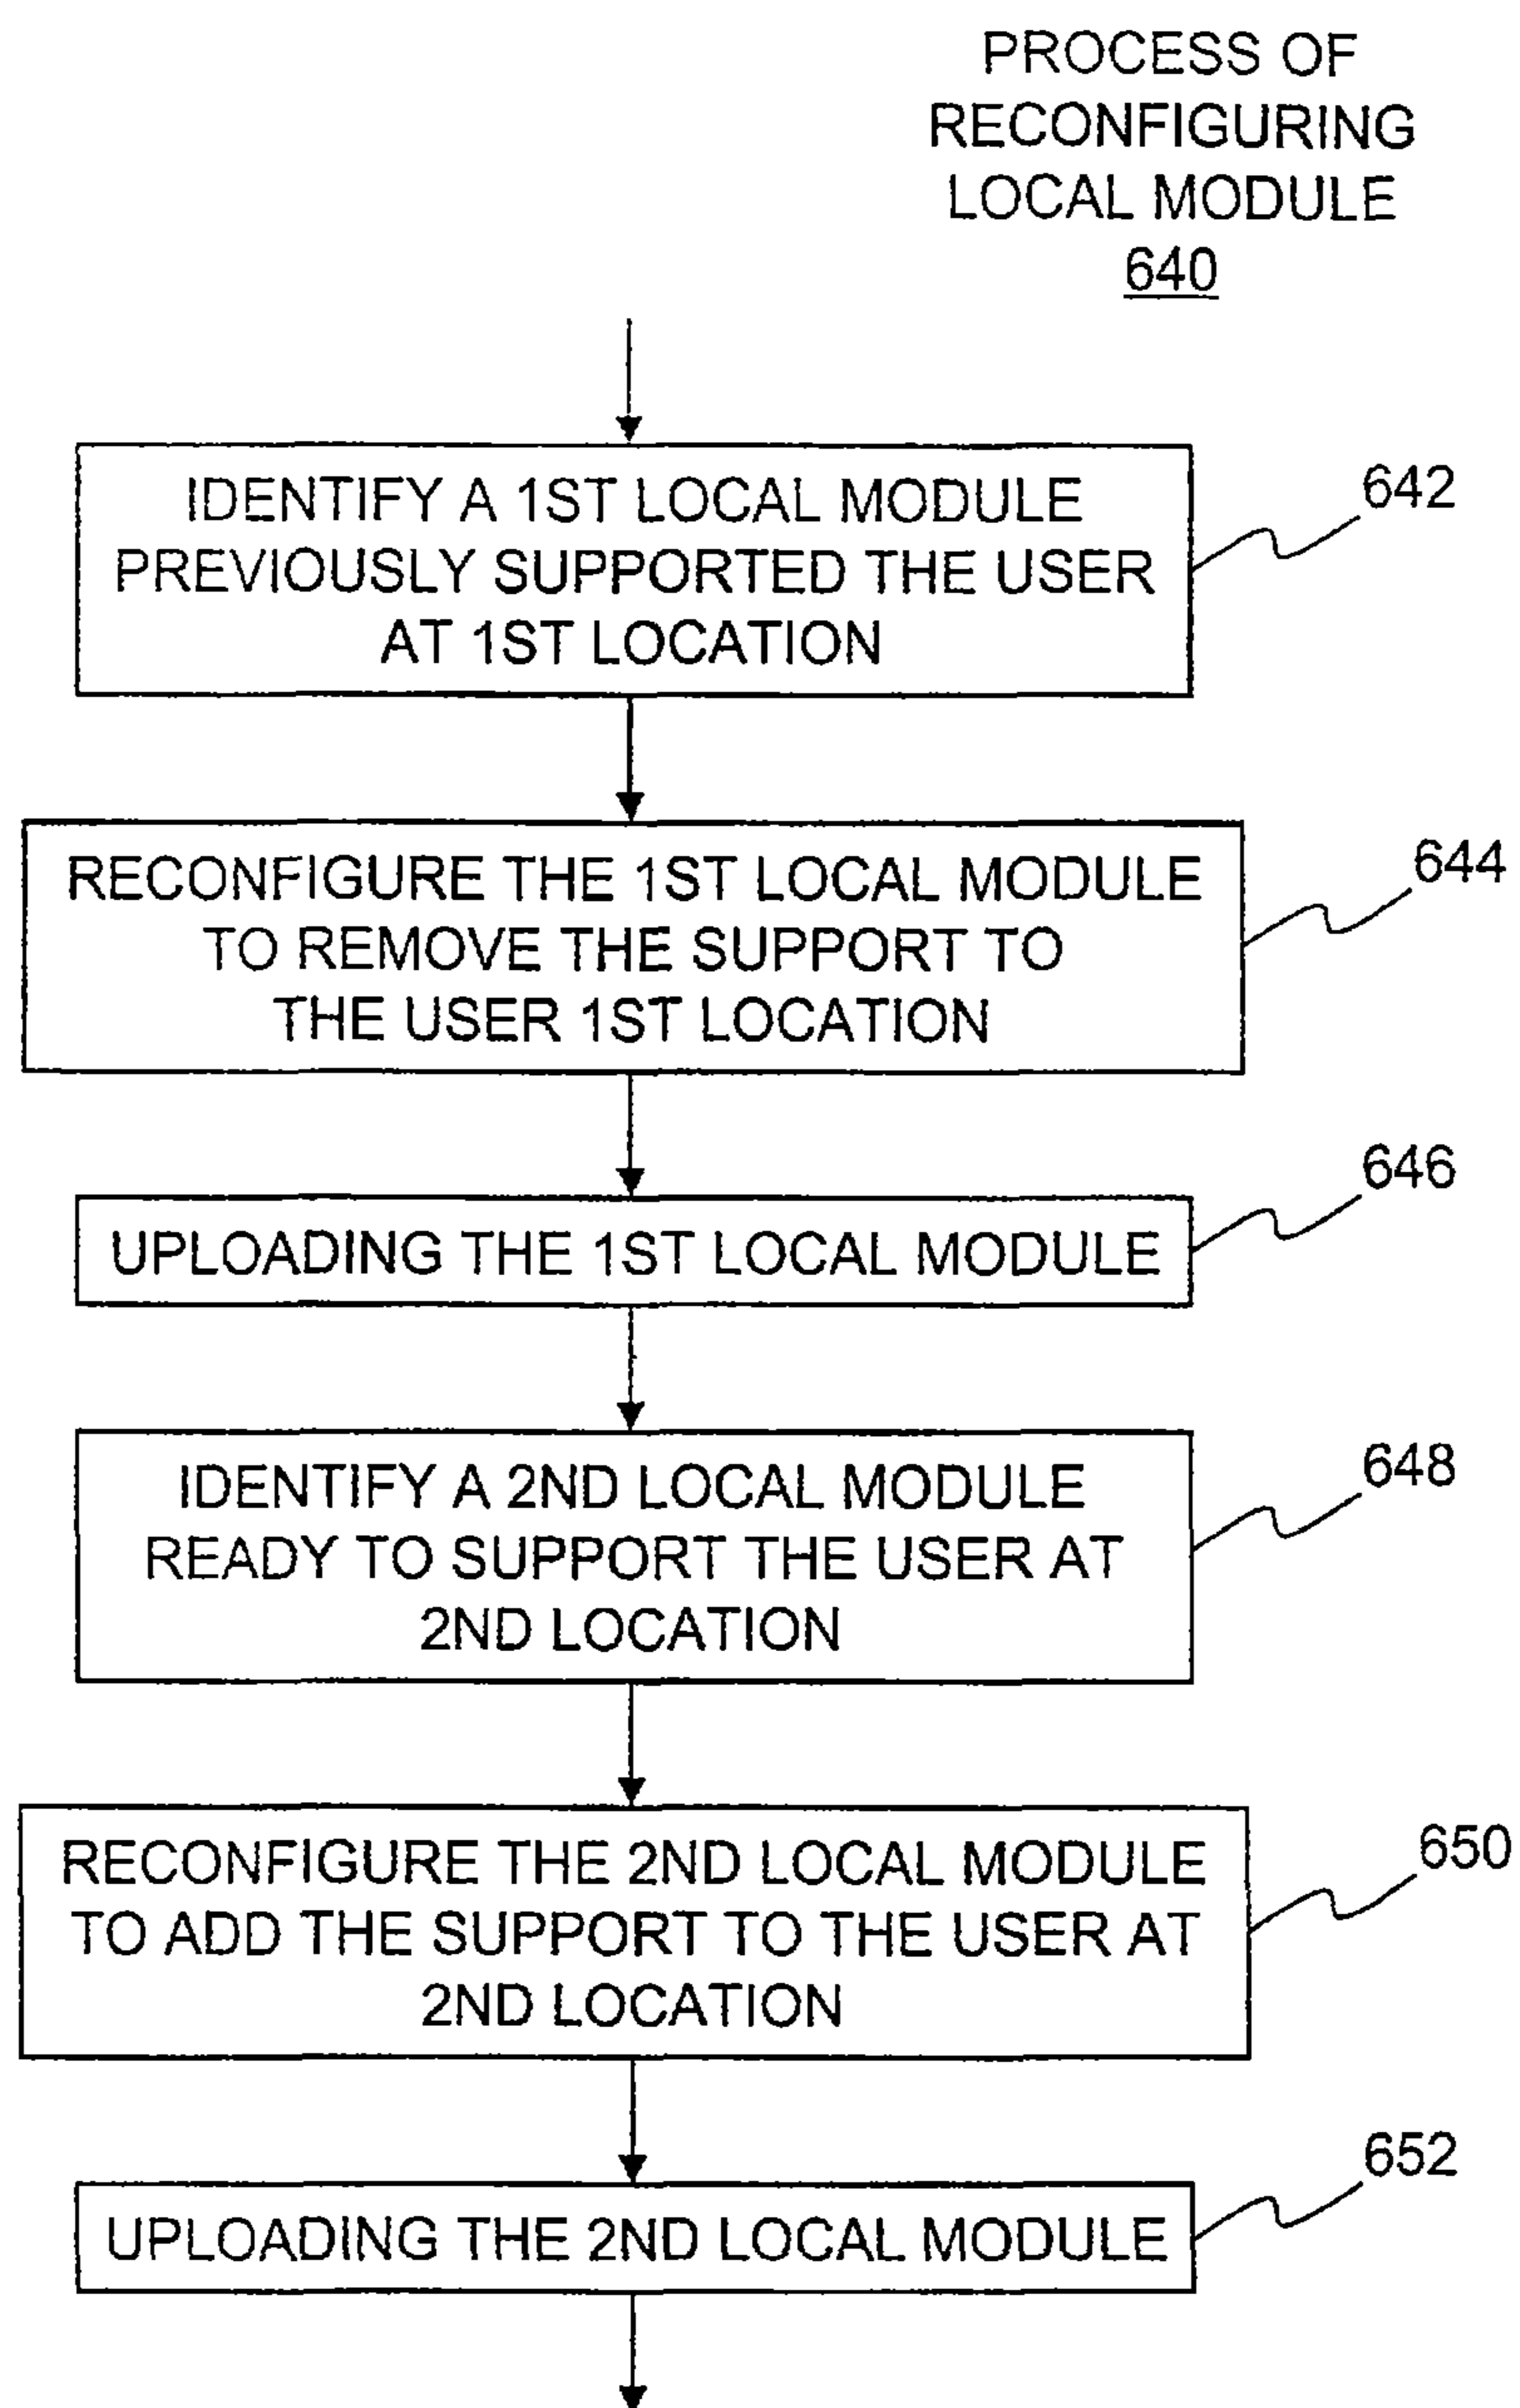 PROCESS OF
RECONFIGURING
LOCAL MODULE
640
IDENTIFY A 1ST LOCAL MODULE
PREVIOUSLY SUPPORTED THE USER
AT 1ST LOCATION
642
RECONFIGURE THE 1ST LOCAL MODULE
TO REMOVE THE SUPPORT TO
THE USER 1ST LOCATION
644
UPLOADING THE 1ST LOCAL MODULE
646
IDENTIFY A 2ND LOCAL MODULE
READY TO SUPPORT THE USER AT
2ND LOCATION
648
RECONFIGURE THE 2ND LOCAL MODULE
TO ADD THE SUPPORT TO THE USER AT
2ND LOCATION
650
UPLOADING THE 2ND LOCAL MODULE
652